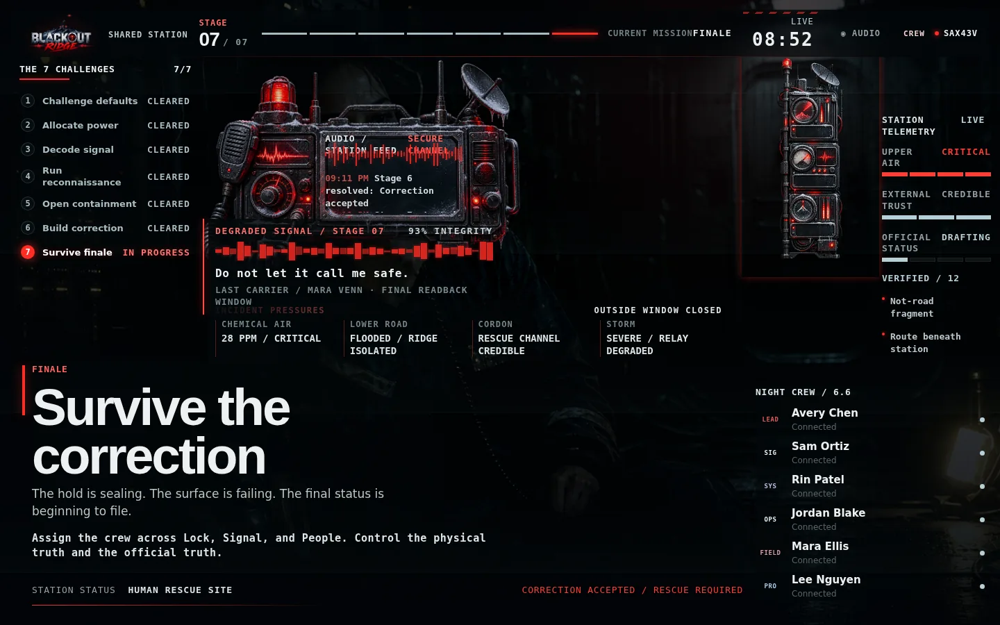 BLACKOUT
RIDGE
SHARED STATION
STAGE
07 / 07
CURRENT MISSION FINALE
LIVE
08:52
◉ AUDIO
CREW
SAX43V
THE 7 CHALLENGES 7/7
1 Challenge defaults CLEARED
2 Allocate power CLEARED
3 Decode signal CLEARED
4 Run
reconnaissance CLEARED
5 Open containment CLEARED
6 Build correction CLEARED
7 Survive finale IN PROGRESS
AUDIO /
STATION FEED
SECURE
CHANNEL
09:11 PM Stage 6
resolved: Correction
accepted
DEGRADED SIGNAL / STAGE 07 93% INTEGRITY
Do not let it call me safe.
LAST CARRIER / MARA VENN · FINAL READBACK
WINDOW
INCIDENT PRESSURES
OUTSIDE WINDOW CLOSED
CHEMICAL AIR
28 PPM / CRITICAL
LOWER ROAD
FLOODED / RIDGE
ISOLATED
CORDON
RESCUE CHANNEL
CREDIBLE
STORM
SEVERE / RELAY
DEGRADED
STATION
TELEMETRY
LIVE
UPPER
AIR
CRITICAL
EXTERNAL
TRUST
CREDIBLE
OFFICIAL
STATUS
DRAFTING
VERIFIED / 12
Not-road
fragment
Route beneath
station
FINALE
Survive the
correction
The hold is sealing. The surface is failing. The final status is
beginning to file.
Assign the crew across Lock, Signal, and People. Control the physical
truth and the official truth.
STATION STATUS HUMAN RESCUE SITE
CORRECTION ACCEPTED / RESCUE REQUIRED
NIGHT CREW / 6.6
LEAD Avery Chen
Connected
SIG Sam Ortiz
Connected
SYS Rin Patel
Connected
OPS Jordan Blake
Connected
FIELD Mara Ellis
Connected
PRO Lee Nguyen
Connected